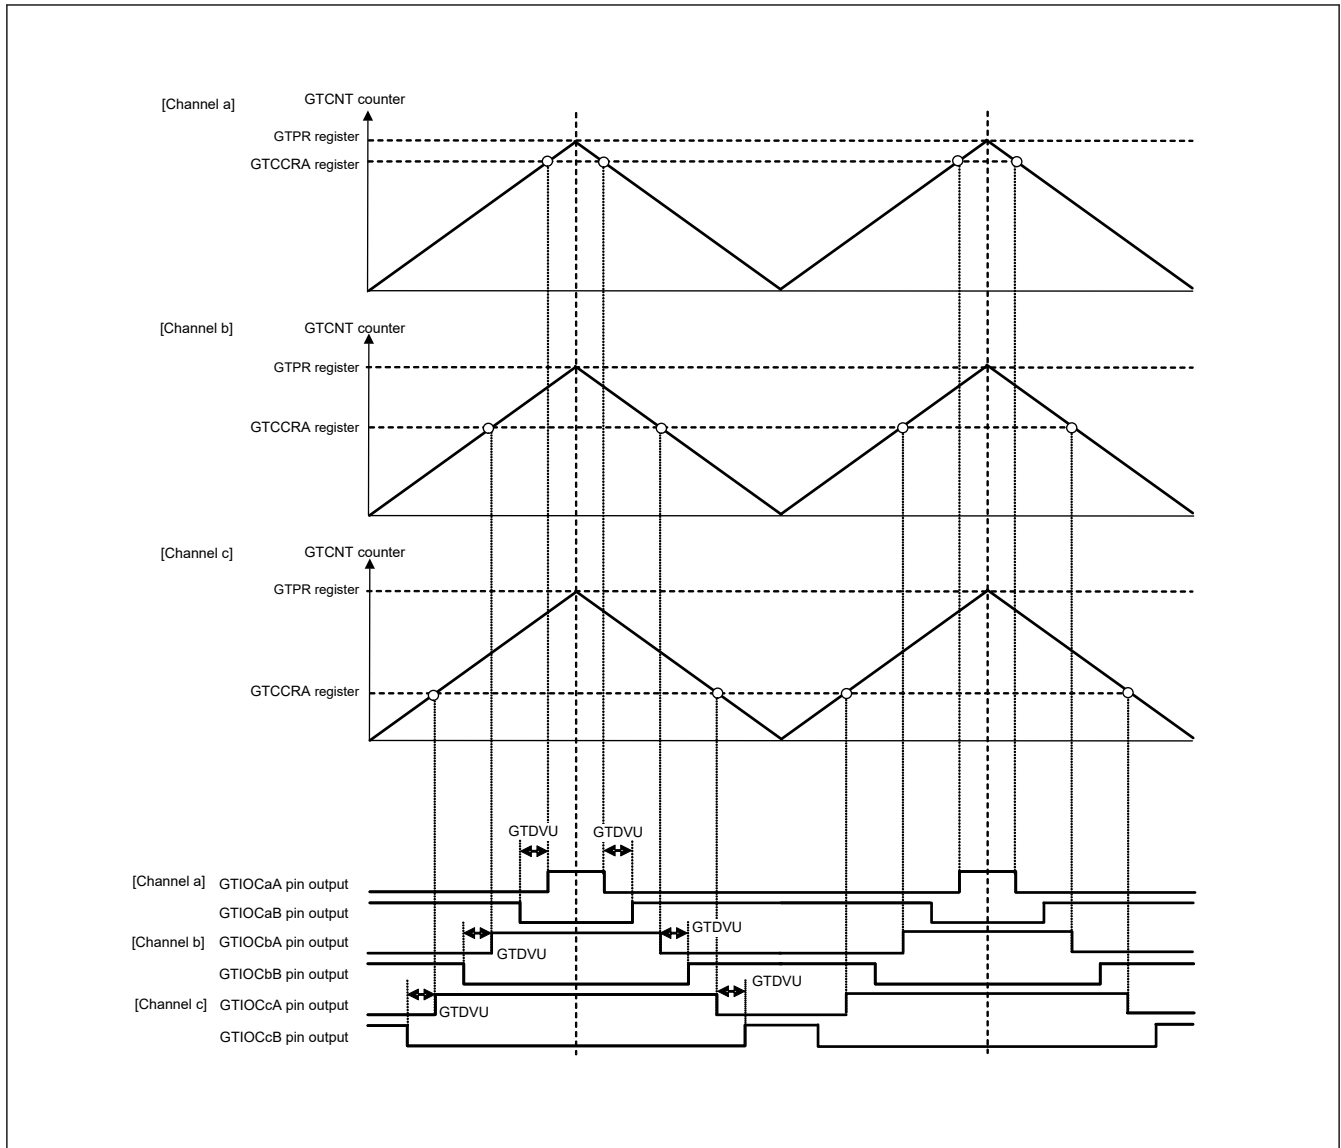 [Channel a]
GTCNT counter
GTPR register
GTCCRA register
[Channel b]
GTCNT counter
GTPR register
GTCCRA register
[Channel c]
GTCNT counter
GTPR register
GTCCRA register
GTDVU GTDVU
[Channel a] GTIOCaA pin output
GTIOCaB pin output
GTDVU
[Channel b] GTIOCbA pin output
GTDVU
GTIOCbB pin output
GTDVU
[Channel c] GTIOCcA pin output
GTDVU
GTIOCcB pin output